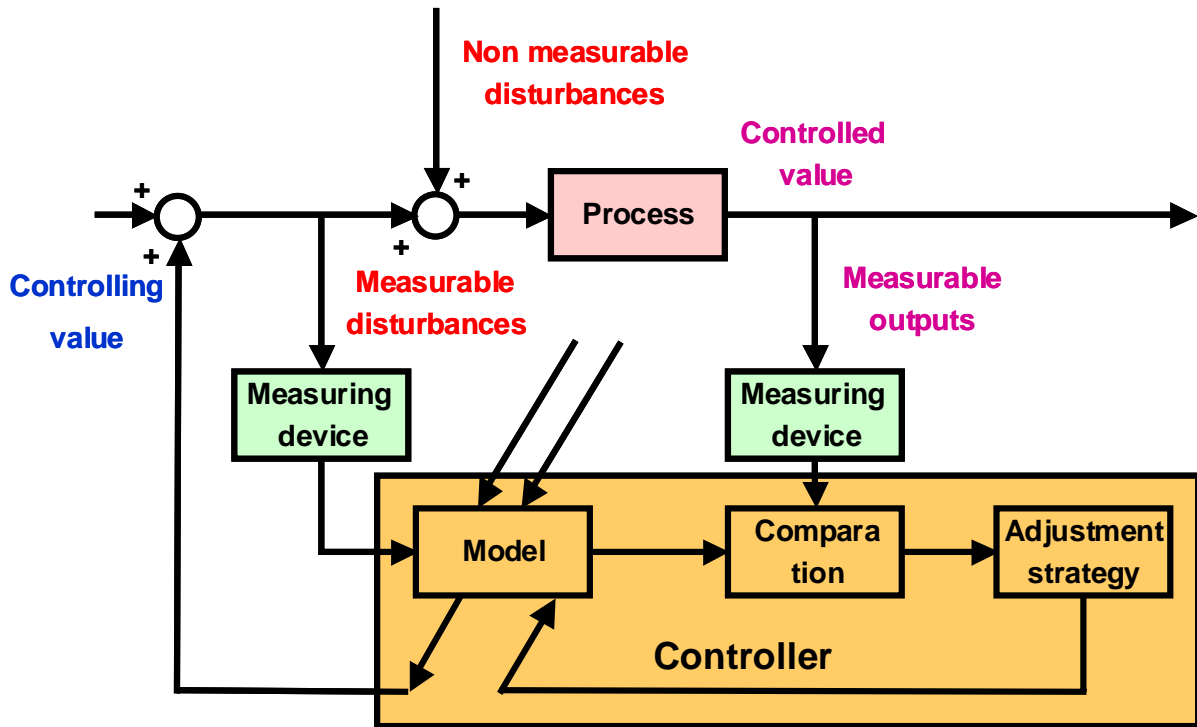 Non measurable
disturbances
Controlled
value
+
+
Process
+
+
Controlling
value
Measurable
disturbances
Measurable
outputs
Measuring
device
Measuring
device
Model
Compara
tion
Adjustment
strategy
Controller